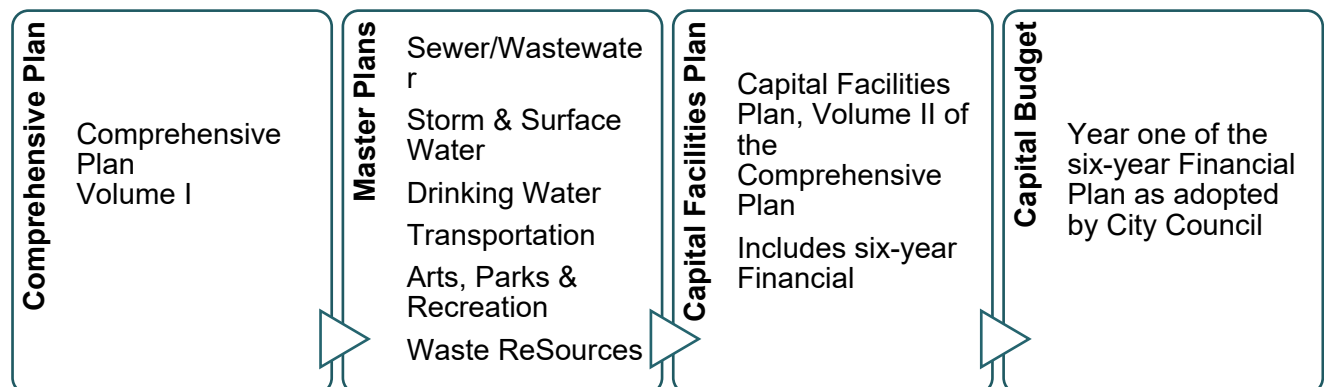 Comprehensive Plan
Comprehensive
Plan
Volume I
Master Plans
Sewer/Wastewate
r
Storm & Surface
Water
Drinking Water
Transportation
Arts, Parks &
Recreation
Waste ReSources
Capital Facilities Plan
Capital Facilities
Plan, Volume II of
the
Comprehensive
Plan
Includes six-year
Financial
Capital Budget
Year one of the
six-year Financial
Plan as adopted
by City Council